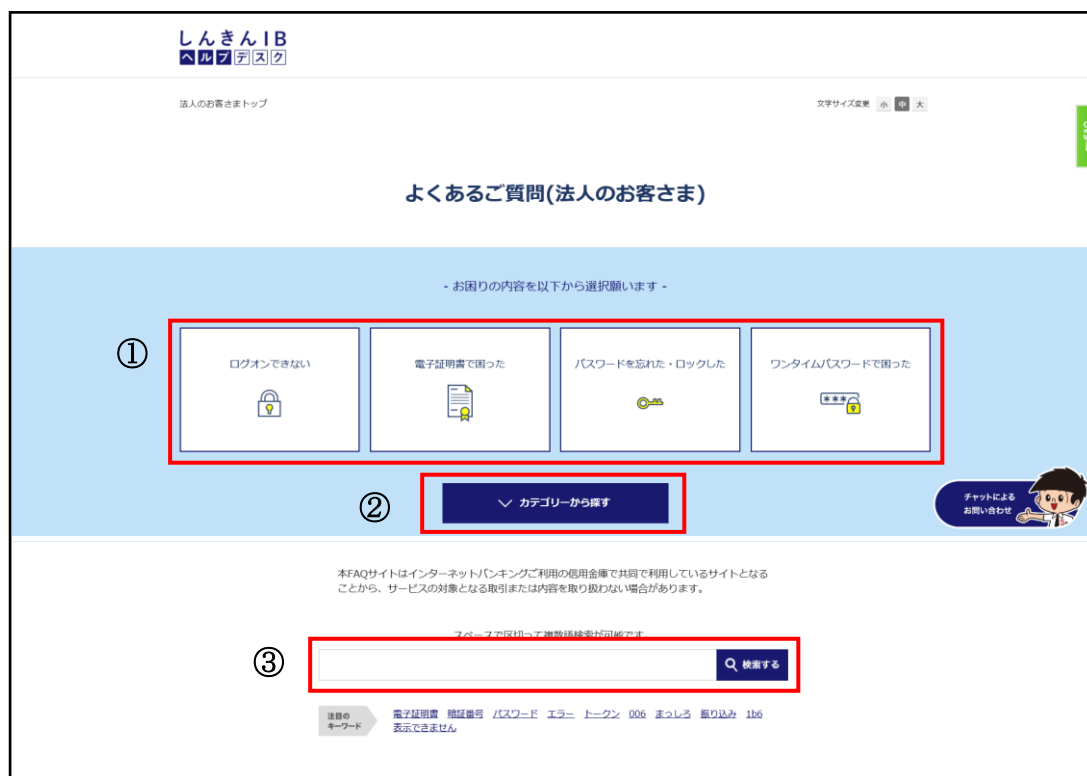 しんきんIB
ヘルプデスク
法人のお客さまトップ
文字サイズ変更 小 中 大
よくあるご質問(法人のお客さま)
- お困りの内容を以下から選択願います -
①
ログオンできない
電子証明書で困った
パスワードを忘れた・ロックした
ワンタイムパスワードで困った
***
②
カテゴリーから探す
チャットによる
お問い合わせ
本FAQサイトはインターネットバンキングご利用の信用金庫で共同で利用しているサイトとなる
ことから、サービスの対象となる取引または内容を取り扱わない場合があります。
スペースで区切って複数語検索が可能です。
③
検索する
注目の
キーワード
電子証明書 暗証番号 パスワード エラー トークン 006 まっしろ 振り込み 1b6
表示できません